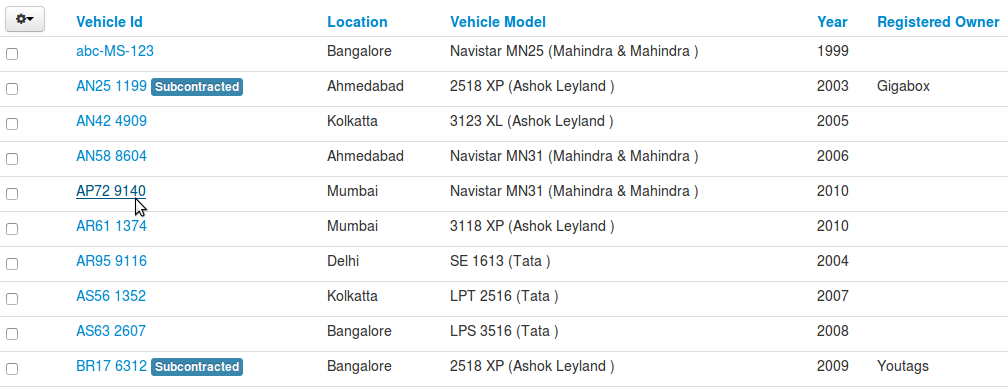 Vehicle Id Location Vehicle Model Year Registered Owner
abc-MS-123 Bangalore Navistar MN25 (Mahindra & Mahindra ) 1999
AN25 1199 Subcontracted Ahmedabad 2518 XP (Ashok Leyland ) 2003 Gigabox
AN42 4909 Kolkatta 3123 XL (Ashok Leyland ) 2005
AN58 8604 Ahmedabad Navistar MN31 (Mahindra & Mahindra ) 2006
AP72 9140 Mumbai Navistar MN31 (Mahindra & Mahindra ) 2010
AR61 1374 Mumbai 3118 XP (Ashok Leyland ) 2010
AR95 9116 Delhi SE 1613 (Tata ) 2004
AS56 1352 Kolkatta LPT 2516 (Tata ) 2007
AS63 2607 Bangalore LPS 3516 (Tata ) 2008
BR17 6312 Subcontracted Bangalore 2518 XP (Ashok Leyland ) 2009 Youtags